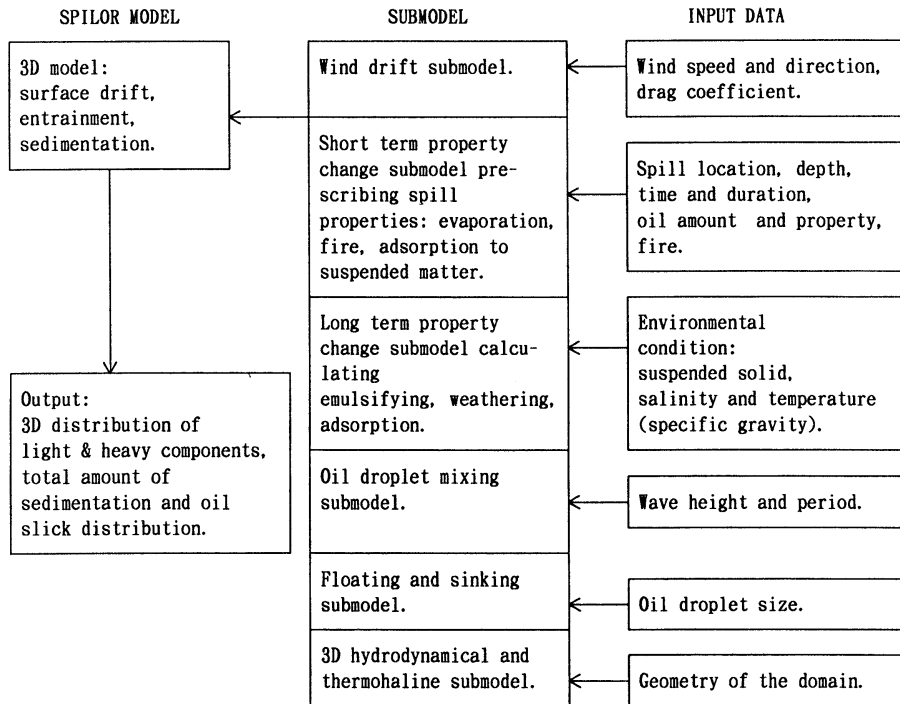 SPILOR MODEL
SUBMODEL
INPUT DATA
3D model:
surface drift,
entrainment,
sedimentation.
Output:
3D distribution of
light & heavy components,
total amount of
sedimentation and oil
slick distribution.
Wind drift submodel.
Short term property
change submodel pre-
scribing spill
properties: evaporation,
fire, adsorption to
suspended matter.
Long term property
change submodel calcu-
lating
emulsifying, weathering,
adsorption.
Oil droplet mixing
submodel.
Floating and sinking
submodel.
3D hydrodynamical and
thermohaline submodel.
Wind speed and direction,
drag coefficient.
Spill location, depth,
time and duration,
oil amount and property,
fire.
Environmental
condition:
suspended solid,
salinity and temperature
(specific gravity).
Wave height and period.
Oil droplet size.
Geometry of the domain.